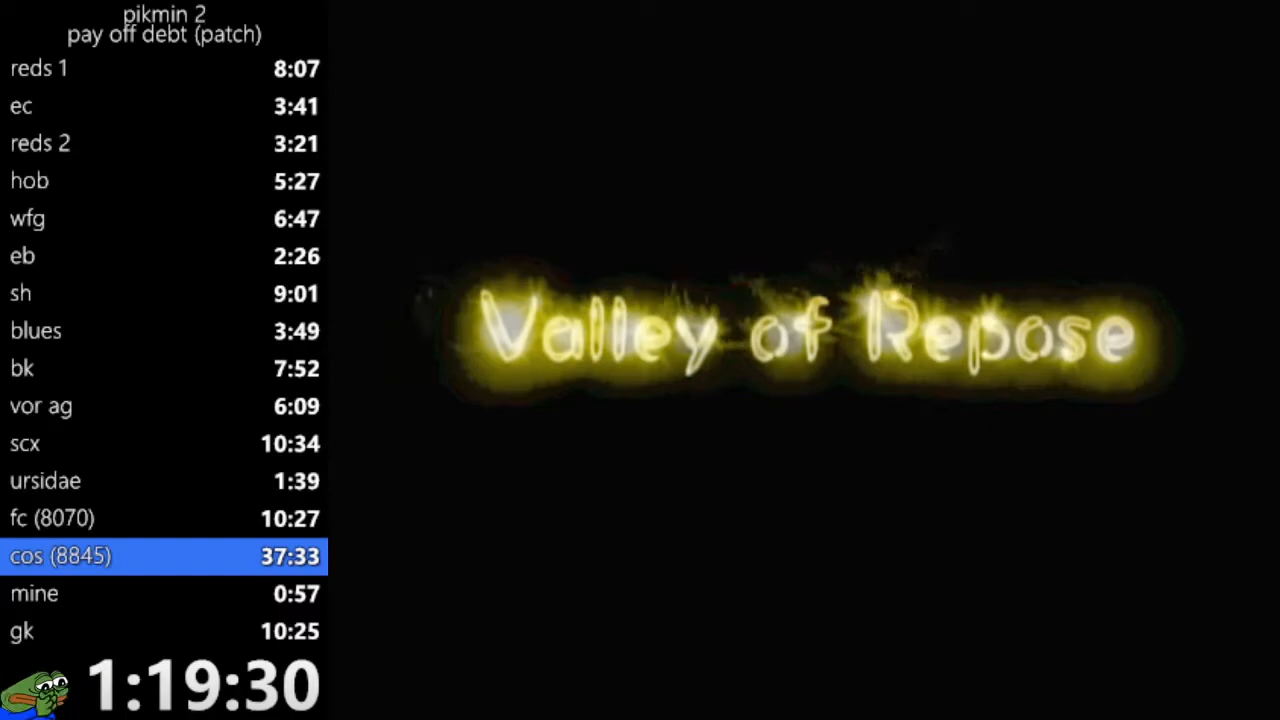 pikmin 2
pay off debt (patch)
reds 1 8:07
ec 3:41
reds 2 3:21
hob 5:27
wfg 6:47
eb 2:26
sh 9:01
blues 3:49
bk 7:52
vor ag 6:09
scx 10:34
ursidae 1:39
fc (8070) 10:27
cos (8845) 37:33
mine 0:57
gk 10:25
1:19:30
Valley of Repose